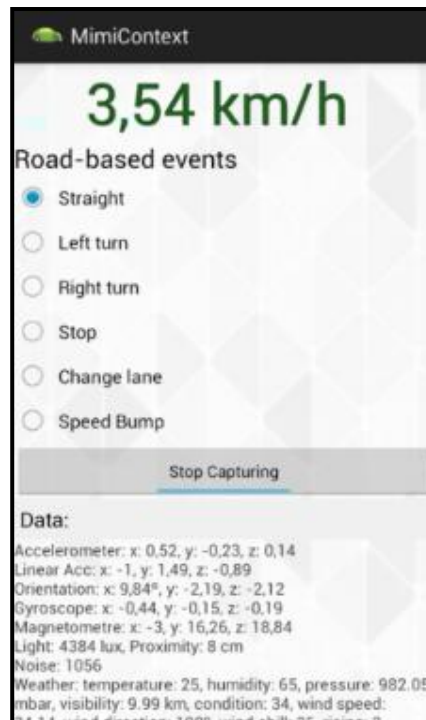 MimiContext
3,54 km/h
Road-based events
Straight
Left turn
Right turn
Stop
Change lane
Speed Bump
Stop Capturing
Data:
Accelerometer: x: 0,52, y: -0,23, z: 0,14
Linear Acc: x: -1, y: 1,49, z: -0,89
Orientation: x: 9,84º, y: -2,19, z: -2,12
Gyroscope: x: -0,44, y: -0,15, z: -0,19
Magnetometre: x: -3, y: 16,26, z: 18,84
Light: 4384 lux, Proximity: 8 cm
Noise: 1056
Weather: temperature: 25, humidity: 65, pressure: 982.05
mbar, visibility: 9.99 km, condition: 34, wind speed:
wind direction: